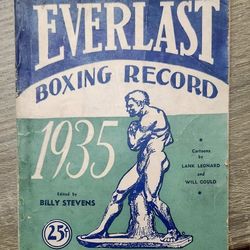 EVERLAST
BOXING RECORD
1935
Cartoons
by
LANK LEONARD
and
WILL GOULD
Edited by
BILLY STEVENS
25¢